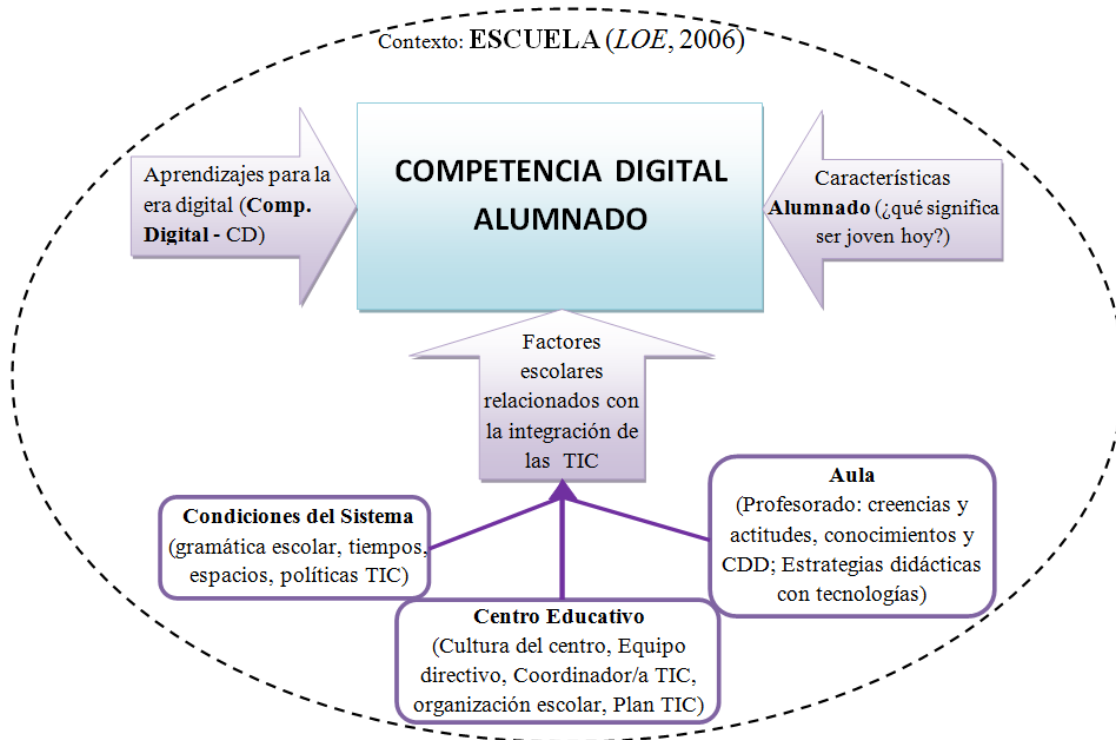 Contexto: ESCUELA (LOE, 2006)
COMPETENCIA DIGITAL
ALUMNADO
Aprendizajes para la
era digital (Comp.
Digital - CD)
Características
Alumnado (¿qué significa
ser joven hoy?)
Factores
escolares
relacionados con
la integración de
las TIC
Condiciones del Sistema
(gramática escolar, tiempos,
espacios, políticas TIC)
Centro Educativo
(Cultura del centro, Equipo
directivo, Coordinador/a TIC,
organización escolar, Plan TIC)
Aula
(Profesorado: creencias y
actitudes, conocimientos y
CDD; Estrategias didácticas
con tecnologías)